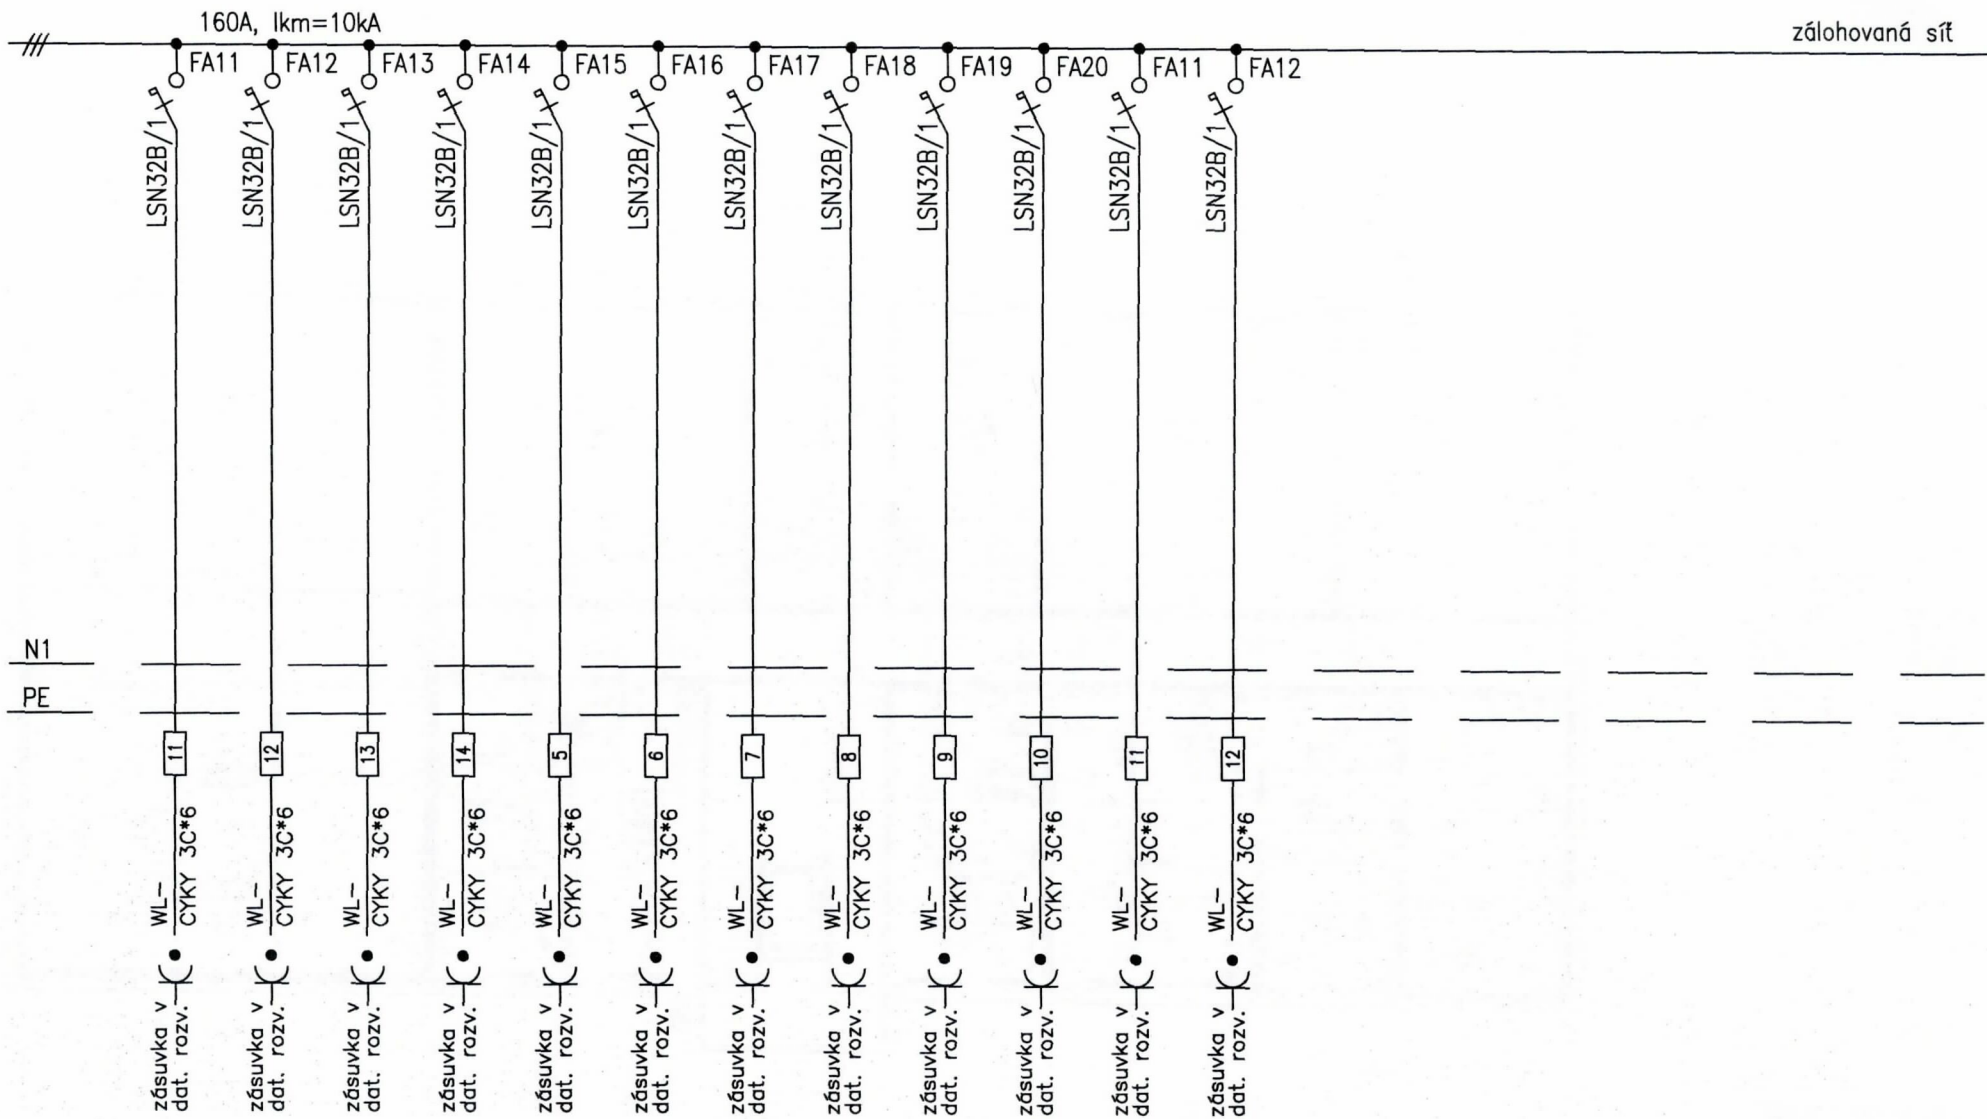 160A, Ikm=10kA
zálohovaná síť
FA11
FA12
FA13
FA14
FA15
FA16
FA17
FA18
FA19
FA20
FA11
FA12
LSN32B/1
LSN32B/1
LSN32B/1
LSN32B/1
LSN32B/1
LSN32B/1
LSN32B/1
LSN32B/1
LSN32B/1
LSN32B/1
LSN32B/1
LSN32B/1
N1
PE
11
12
13
14
5
6
7
8
9
10
11
12
WL-
CYKY 3C*6
WL-
CYKY 3C*6
WL-
CYKY 3C*6
WL-
CYKY 3C*6
WL-
CYKY 3C*6
WL-
CYKY 3C*6
WL-
CYKY 3C*6
WL-
CYKY 3C*6
WL-
CYKY 3C*6
WL-
CYKY 3C*6
WL-
CYKY 3C*6
WL-
CYKY 3C*6
zásuvka v
dat. rozv.
zásuvka v
dat. rozv.
zásuvka v
dat. rozv.
zásuvka v
dat. rozv.
zásuvka v
dat. rozv.
zásuvka v
dat. rozv.
zásuvka v
dat. rozv.
zásuvka v
dat. rozv.
zásuvka v
dat. rozv.
zásuvka v
dat. rozv.
zásuvka v
dat. rozv.
zásuvka v
dat. rozv.